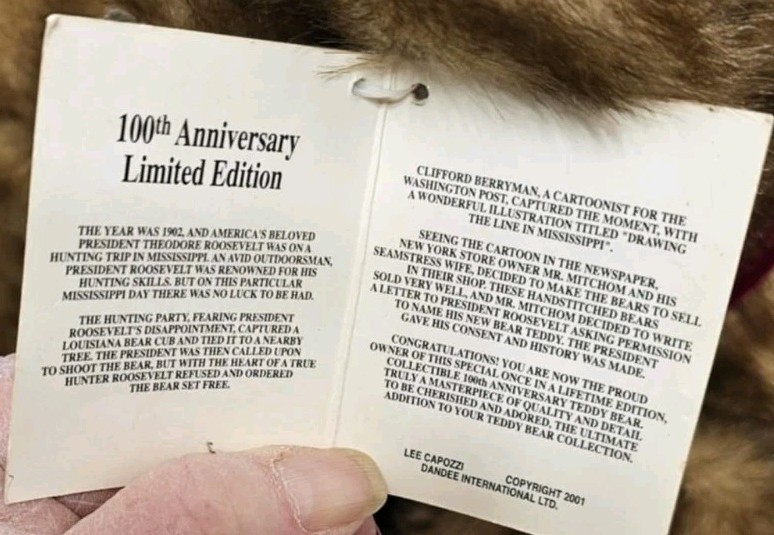 100th Anniversary
Limited Edition
THE YEAR WAS 1902, AND AMERICA'S BELOVED
PRESIDENT THEODORE ROOSEVELT WAS ON A
HUNTING TRIP IN MISSISSIPPI. AN AVID OUTDOORSMAN,
PRESIDENT ROOSEVELT WAS RENOWNED FOR HIS
HUNTING SKILLS. BUT ON THIS PARTICULAR
MISSISSIPPI DAY THERE WAS NO LUCK TO BE HAD.
THE HUNTING PARTY, FEARING PRESIDENT
ROOSEVELT'S DISAPPOINTMENT, CAPTURED A
LOUISIANA BEAR CUB AND TIED IT TO A NEARBY
TREE. THE PRESIDENT WAS THEN CALLED UPON
TO SHOOT THE BEAR, BUT WITH THE HEART OF A TRUE
HUNTER ROOSEVELT REFUSED AND ORDERED
THE BEAR SET FREE.
CLIFFORD BERRYMAN, A CARTOONIST FOR THE
WASHINGTON POST, CAPTURED THE MOMENT, WITH
A WONDERFUL ILLUSTRATION TITLED "DRAWING
THE LINE IN MISSISSIPPI".
SEEING THE CARTOON IN THE NEWSPAPER,
NEW YORK STORE OWNER MR. MITCHOM AND HIS
SEAMSTRESS WIFE, DECIDED TO MAKE THE BEARS TO SELL
IN THEIR SHOP. THESE HANDSTITCHED BEARS
SOLD VERY WELL, AND MR. MITCHOM DECIDED TO WRITE
A LETTER TO PRESIDENT ROOSEVELT ASKING PERMISSION
TO NAME HIS NEW BEAR TEDDY. THE PRESIDENT
GAVE HIS CONSENT AND HISTORY WAS MADE.
CONGRATULATIONS! YOU ARE NOW THE PROUD
OWNER OF THIS SPECIAL ONCE IN A LIFETIME EDITION,
COLLECTIBLE 100th ANNIVERSARY TEDDY BEAR.
TRULY A MASTERPIECE OF QUALITY AND DETAIL
TO BE CHERISHED AND ADORED, THE ULTIMATE
ADDITION TO YOUR TEDDY BEAR COLLECTION.
LEE CAPOZZI COPYRIGHT 2001
DANDEE INTERNATIONAL LTD.